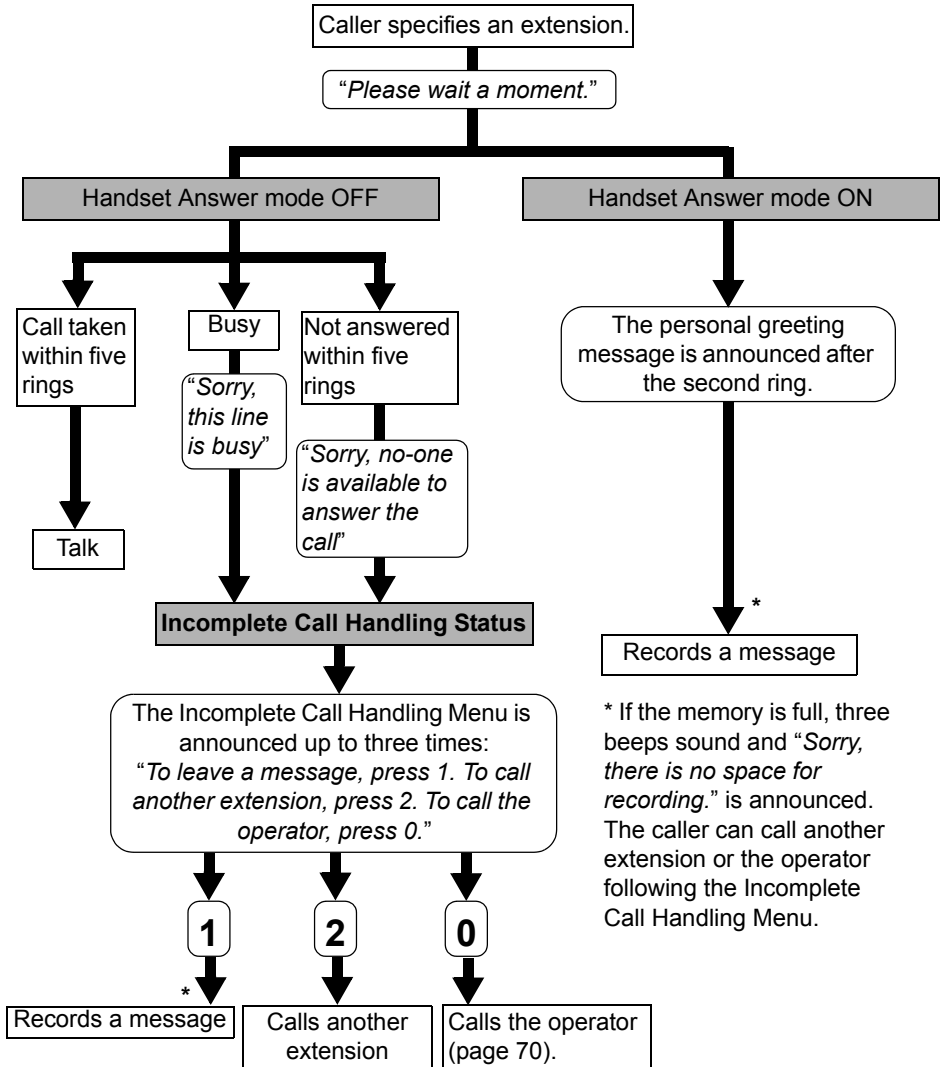 Caller specifies an extension.
“Please wait a moment.”
Handset Answer mode OFF
Handset Answer mode ON
Call taken
within five
rings
Busy
Not answered
within five
rings
“Sorry,
this line
is busy”
“Sorry, no-one
is available to
answer the
call”
Talk
The personal greeting
message is announced after
the second ring.
Incomplete Call Handling Status
*
Records a message
The Incomplete Call Handling Menu is
announced up to three times:
“To leave a message, press 1. To call
another extension, press 2. To call the
operator, press 0.”
* If the memory is full, three
beeps sound and “Sorry,
there is no space for
recording.” is announced.
The caller can call another
extension or the operator
following the Incomplete
Call Handling Menu.
1
2
0
*
Records a message
Calls another
extension
Calls the operator
(page 70).